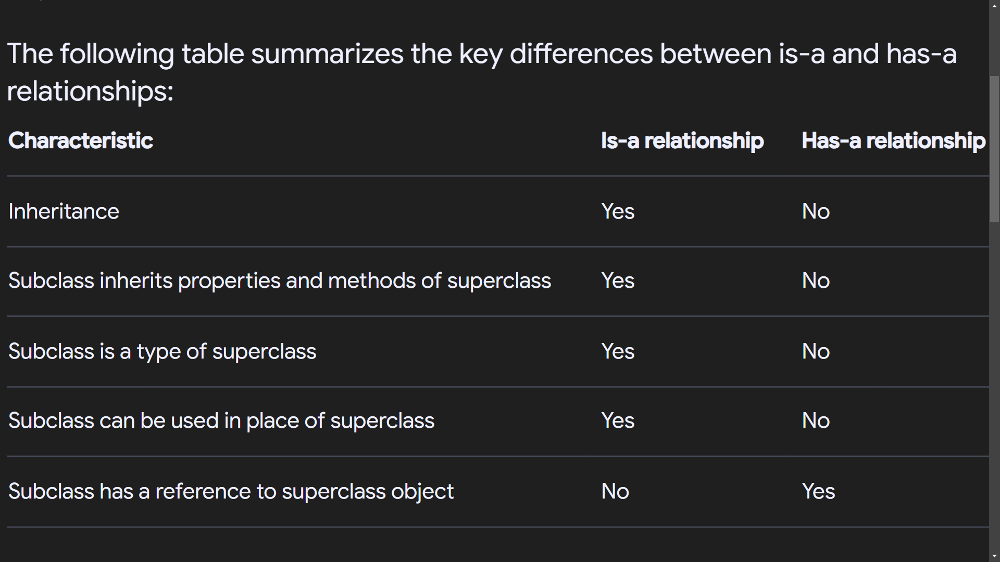 The following table summarizes the key differences between is-a and has-a
relationships:
Characteristic Is-a relationship Has-a relationship
Inheritance Yes No
Subclass inherits properties and methods of superclass Yes No
Subclass is a type of superclass Yes No
Subclass can be used in place of superclass Yes No
Subclass has a reference to superclass object No Yes